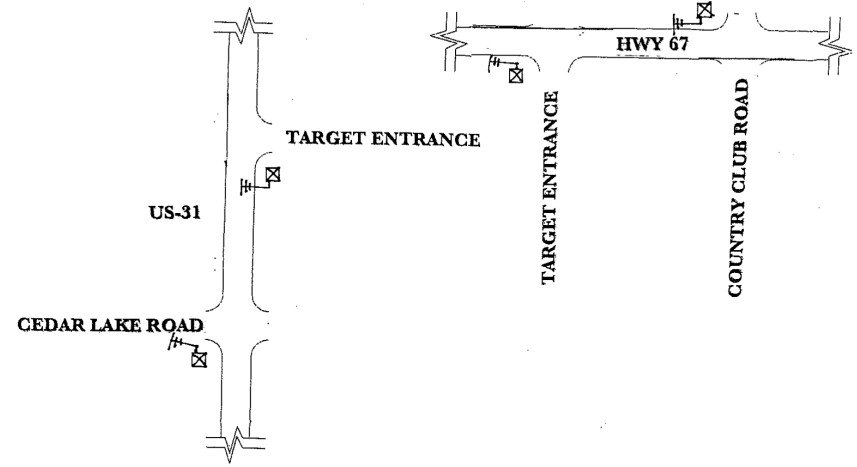 HWY 67
TARGET ENTRANCE
US-31
CEDAR LAKE ROAD
TARGET ENTRANCE
COUNTRY CLUB ROAD